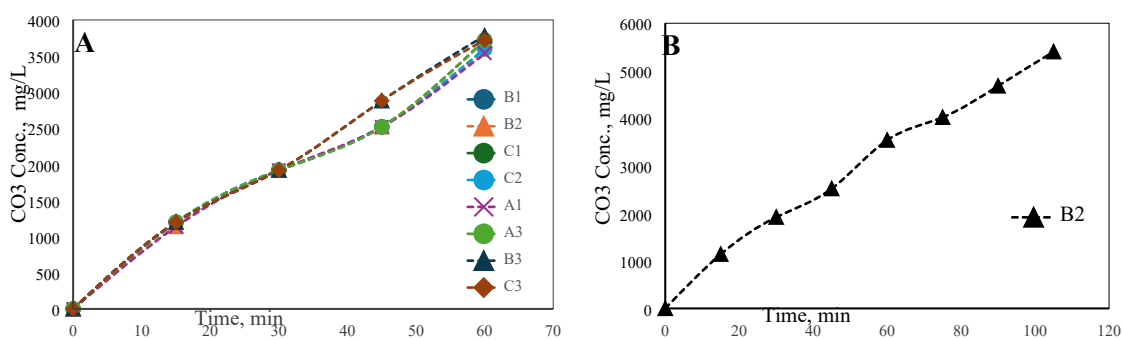 A
CO3 Conc., mg/L
4000
3500
3000
2500
2000
1500
1000
500
0
0 10 20 30 40 50 60 70
Time, min
B1
B2
C1
C2
A1
A3
B3
C3
B
CO3 Conc., mg/L
6000
5000
4000
3000
2000
1000
0
0 20 40 60 80 100 120
Time, min
B2